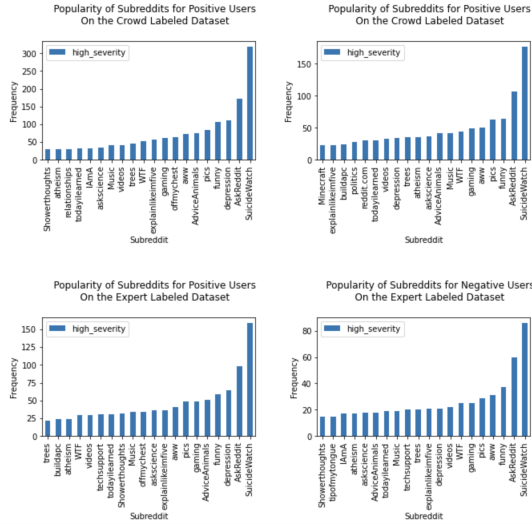 Popularity of Subreddits for Positive Users
On the Crowd Labeled Dataset
high_severity
Frequency
300
250
200
150
100
50
0
Showerthoughts
atheism
relationships
todayilearned
IAmA
askscience
Music
videos
trees
WTF
explainlikeimfive
gaming
offmychest
aww
AdviceAnimals
pics
funny
depression
AskReddit
SuicideWatch
Subreddit
Popularity of Subreddits for Positive Users
On the Crowd Labeled Dataset
high_severity
Frequency
150
100
50
0
Minecraft
explainlikeimfive
buildapc
politics
reddit.com
todayilearned
videos
depression
trees
atheism
askscience
AdviceAnimals
Music
WTF
gaming
aww
pics
funny
AskReddit
SuicideWatch
Subreddit
Popularity of Subreddits for Positive Users
On the Expert Labeled Dataset
high_severity
Frequency
150
125
100
75
50
25
0
trees
buildapc
atheism
WTF
videos
techsupport
todayilearned
Showerthoughts
Music
offmychest
askscience
explainlikeimfive
aww
pics
gaming
AdviceAnimals
funny
depression
AskReddit
SuicideWatch
Subreddit
Popularity of Subreddits for Negative Users
On the Expert Labeled Dataset
high_severity
Frequency
80
60
40
20
0
Showerthoughts
tipofmytongue
IAmA
atheism
askscience
AdviceAnimals
todayilearned
Music
techsupport
trees
explainlikeimfive
depression
videos
WTF
gaming
pics
aww
funny
AskReddit
SuicideWatch
Subreddit